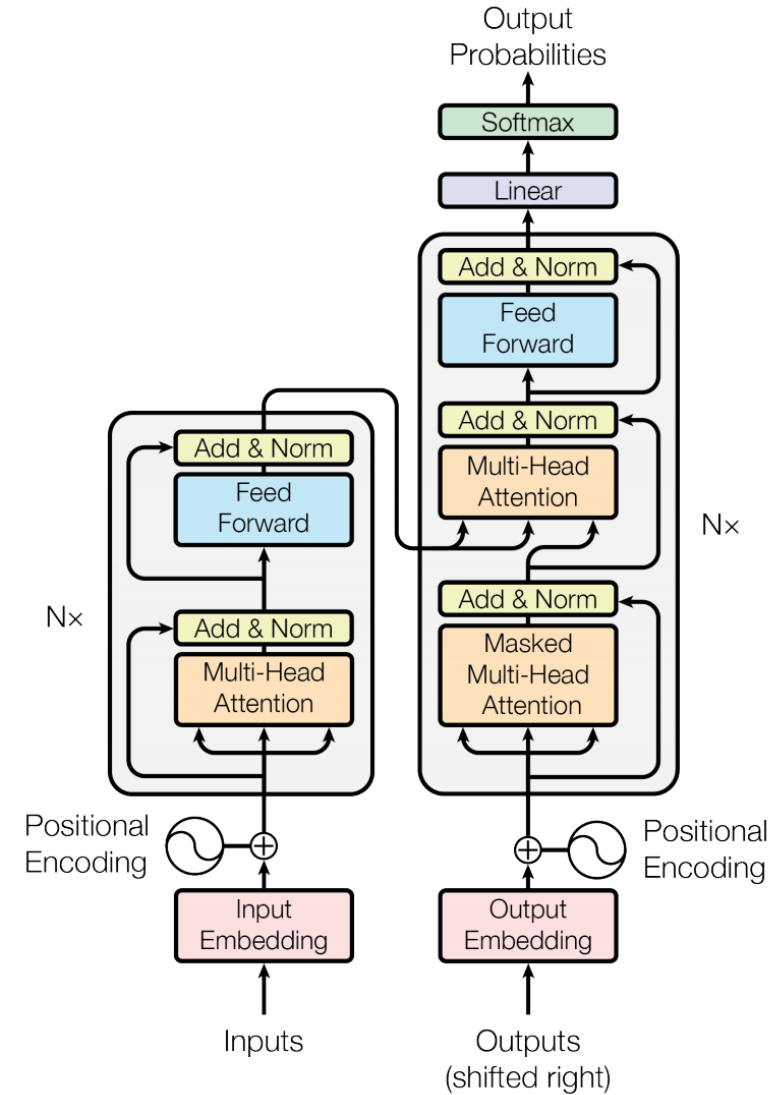 Output
Probabilities
Softmax
Linear
Add & Norm
Feed
Forward
Add & Norm
Multi-Head
Attention
Nx
Add & Norm
Masked
Multi-Head
Attention
Add & Norm
Feed
Forward
Nx
Add & Norm
Multi-Head
Attention
Positional
Encoding
Positional
Encoding
Input
Embedding
Output
Embedding
Inputs
Outputs
(shifted right)